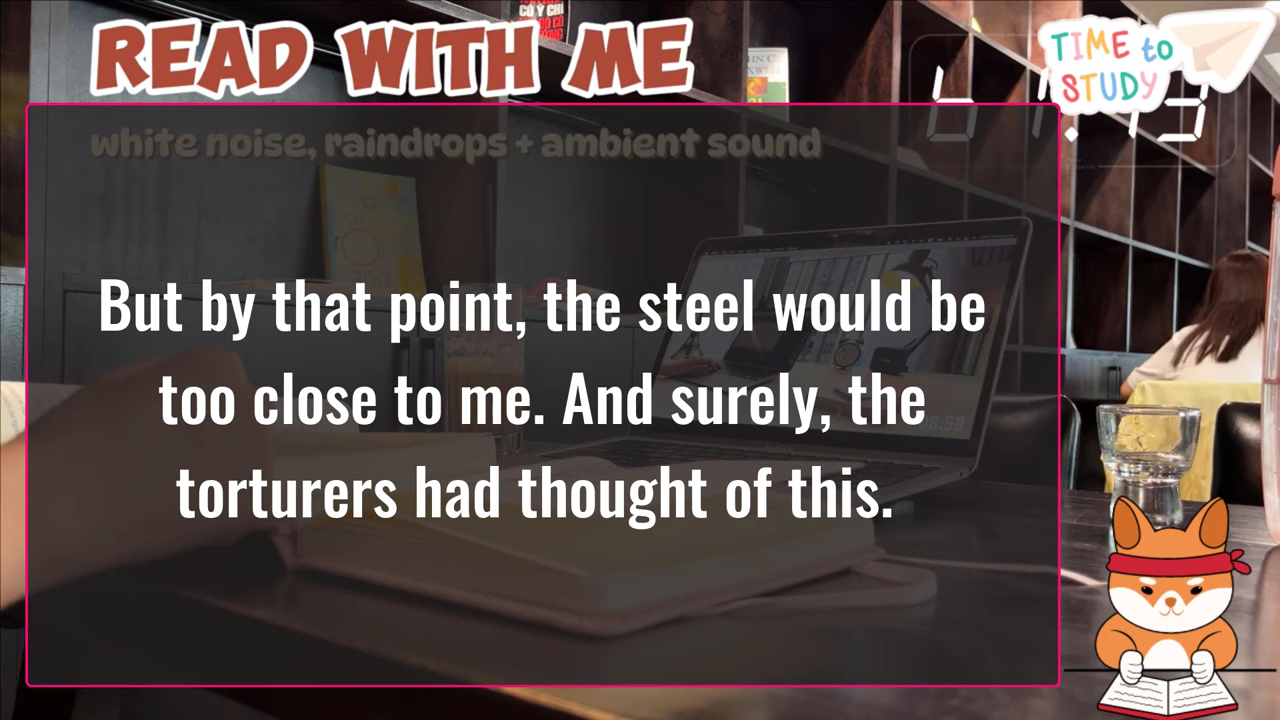 READ WITH ME
TIME to
STUDY
white noise, raindrops + ambient sound
But by that point, the steel would be
too close to me. And surely, the
torturers had thought of this.